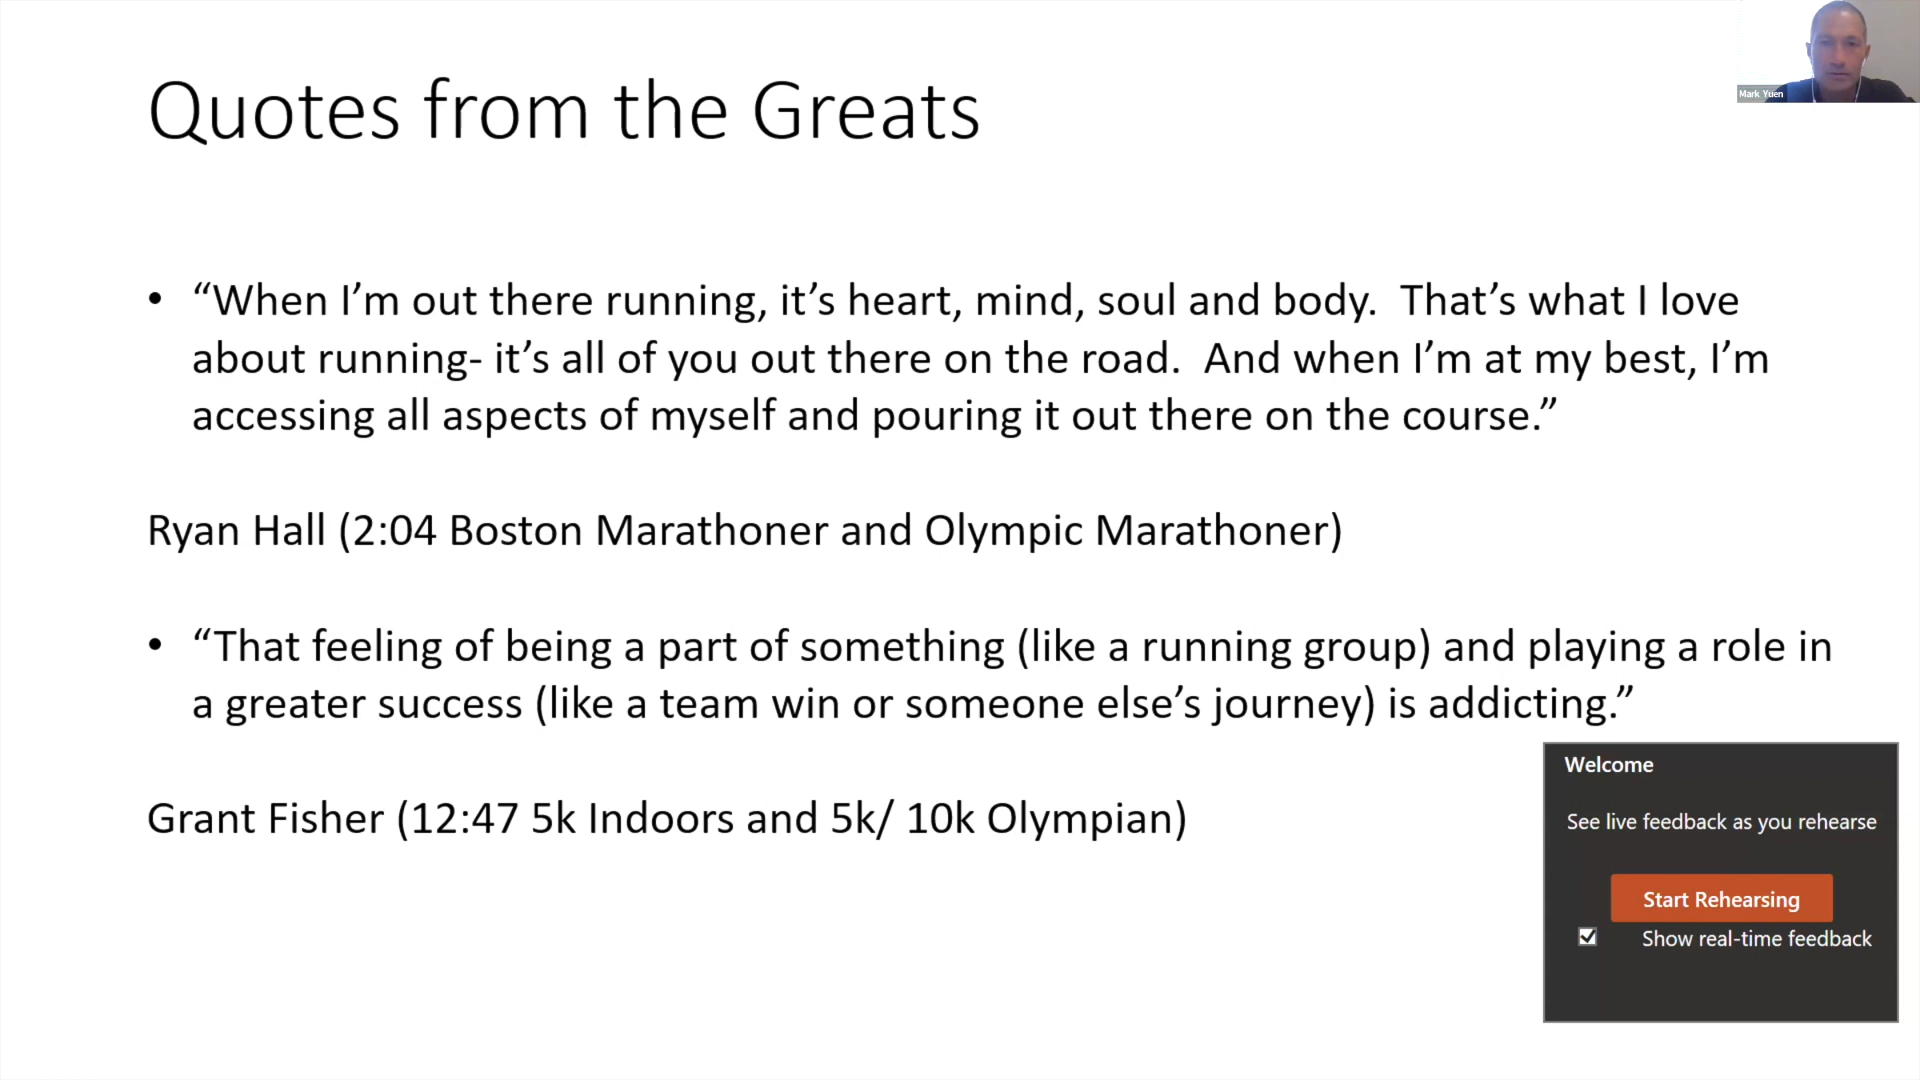 Quotes from the Greats
Mark Yuen
• “When I’m out there running, it’s heart, mind, soul and body.  That’s what I love
about running- it’s all of you out there on the road.  And when I’m at my best, I’m
accessing all aspects of myself and pouring it out there on the course.”
Ryan Hall (2:04 Boston Marathoner and Olympic Marathoner)
• “That feeling of being a part of something (like a running group) and playing a role in
a greater success (like a team win or someone else’s journey) is addicting.”
Grant Fisher (12:47 5k Indoors and 5k/ 10k Olympian)
Welcome
See live feedback as you rehearse
Start Rehearsing
Show real-time feedback